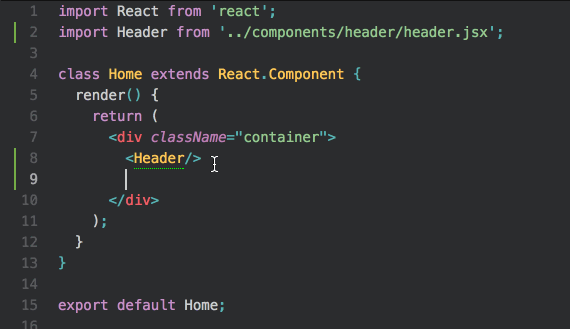 1 import React from 'react';
2 import Header from '../components/header/header.jsx';
3
4 class Home extends React.Component {
5 render() {
6 return (
7 <div className="container">
8 <Header/>
9
10 </div>
11 );
12 }
13 }
14
15 export default Home;
16